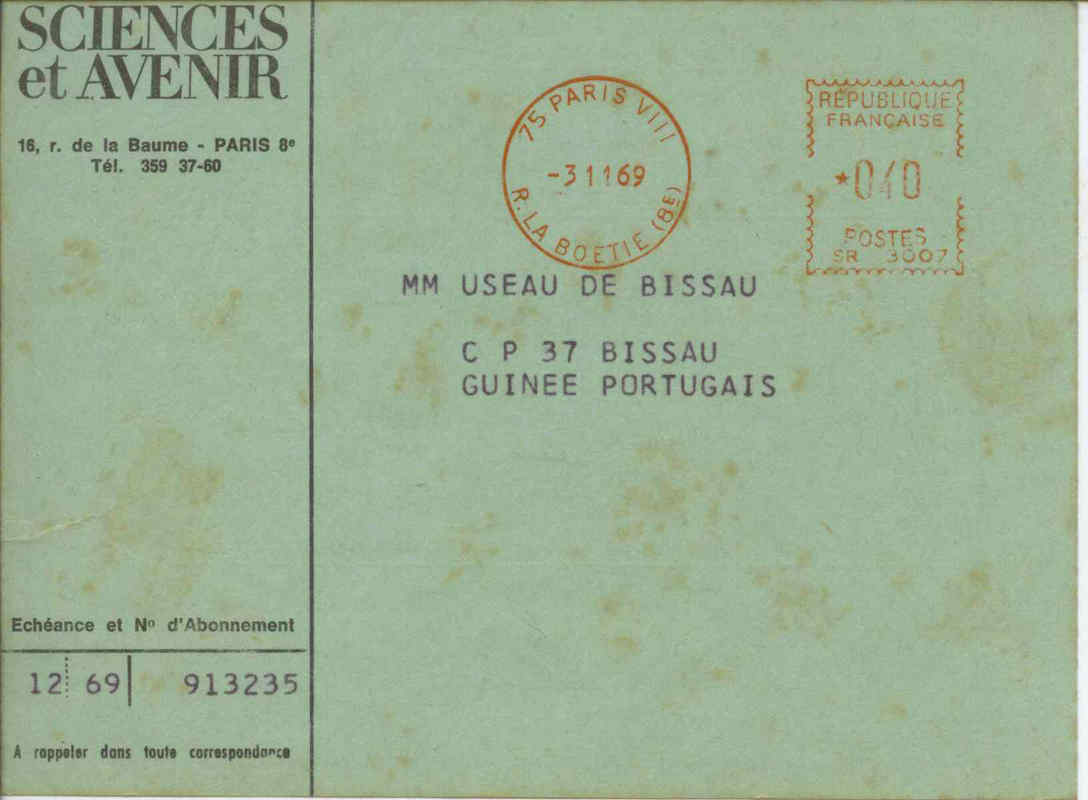 SCIENCES
et AVENIR
16, r. de la Baume - PARIS 8e
Tél. 359 37-60
75 PARIS VIII
-3 11 69
R. LA BOETIE (8E)
RÉPUBLIQUE
FRANÇAISE
*040
POSTES
SR 3007
MM USEAU DE BISSAU
C P 37 BISSAU
GUINEE PORTUGAIS
Echéance et No d'Abonnement
12 69 913235
A rappeler dans toute correspondance